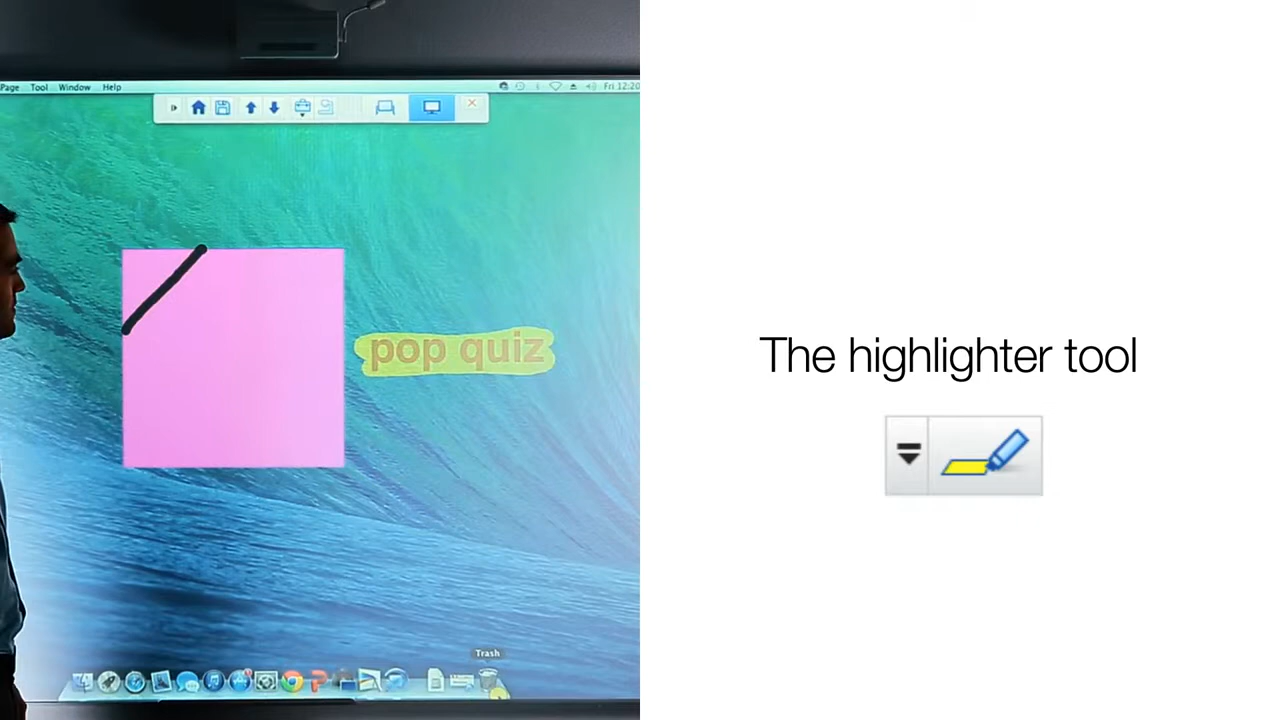 Page Tool Window Help
Fri 12:20
pop quiz
Trash
The highlighter tool